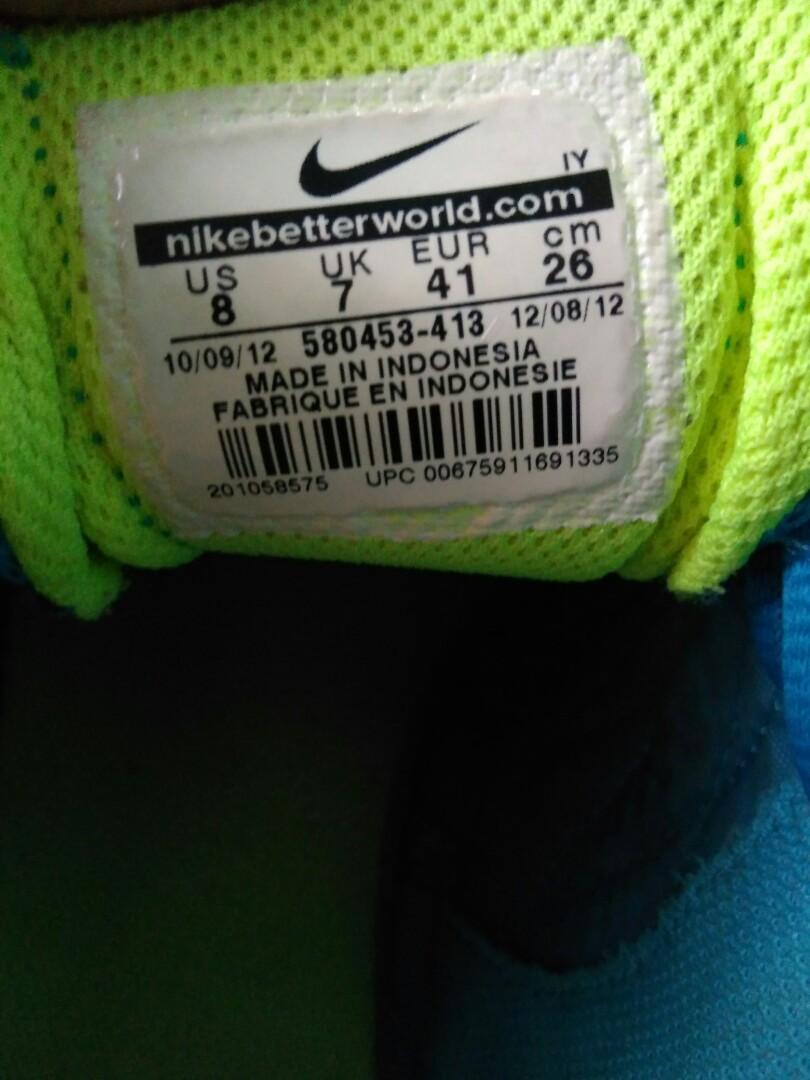 IY
nikebetterworld.com
US UK EUR cm
8 7 41 26
10/09/12 580453-413 12/08/12
MADE IN INDONESIA
FABRIQUE EN INDONESIE
201058575 UPC 00675911691335